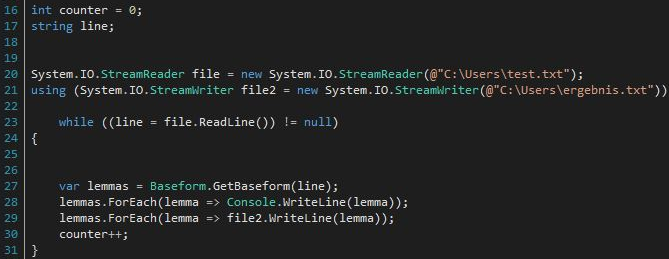 16 int counter = 0;
17 string line;
18
19
20 System.IO.StreamReader file = new System.IO.StreamReader(@"C:\Users\test.txt");
21 using (System.IO.StreamWriter file2 = new System.IO.StreamWriter(@"C:\Users\ergebnis.txt"))
22
23     while ((line = file.ReadLine()) != null)
24 {
25
26
27     var lemmas = Baseform.GetBaseform(line);
28     lemmas.ForEach(lemma => Console.WriteLine(lemma));
29     lemmas.ForEach(lemma => file2.WriteLine(lemma));
30     counter++;
31 }